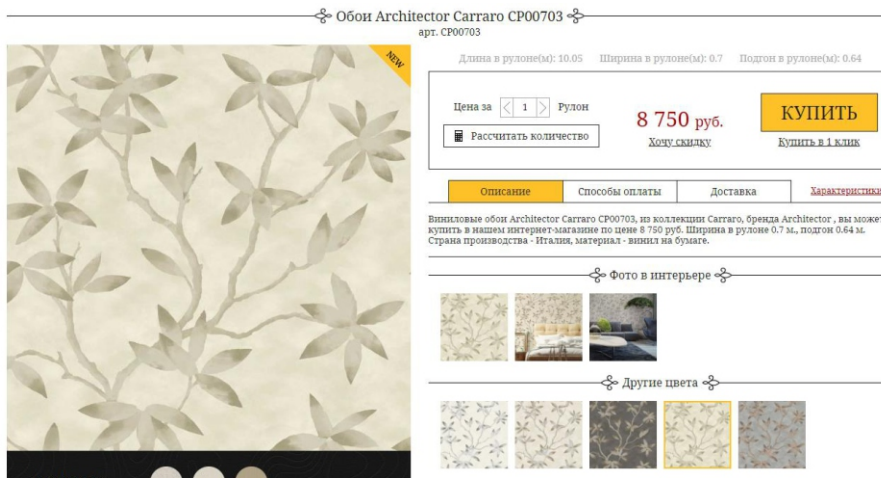 Обои Architector Carraro CP00703
арт. CP00703
NEW
Длина в рулоне(м): 10.05 Ширина в рулоне(м): 0.7 Подгон в рулоне(м): 0.64
Цена за 1 Рулон
Рассчитать количество
8 750 руб.
Хочу скидку
КУПИТЬ
Купить в 1 клик
Описание Способы оплаты Доставка Характеристики
Виниловые обои Architector Carraro CP00703, из коллекции Carraro, бренда Architector , вы може
купить в нашем интернет-магазине по цене 8 750 руб. Ширина в рулоне 0.7 м., подгон 0.64 м.
Страна производства - Италия, материал - винил на бумаге.
Фото в интерьере
Другие цвета